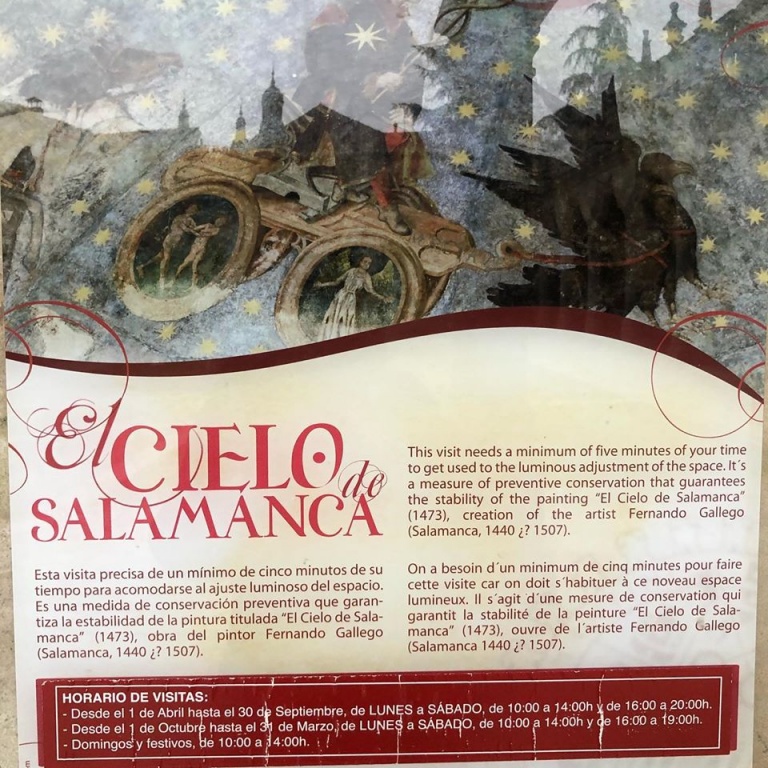 El CIELO de
SALAMANCA
Esta visita precisa de un mínimo de cinco minutos de su
tiempo para acomodarse al ajuste luminoso del espacio.
Es una medida de conservación preventiva que garan-
tiza la estabilidad de la pintura titulada “El Cielo de Sala-
manca” (1473), obra del pintor Fernando Gallego
(Salamanca, 1440 ¿? 1507).
This visit needs a minimum of five minutes of your time
to get used to the luminous adjustment of the space. It´s
a measure of preventive conservation that guarantees
the stability of the painting “El Cielo de Salamanca”
(1473), creation of the artist Fernando Gallego
(Salamanca, 1440 ¿? 1507).
On a besoin d´un minimum de cinq minutes pour faire
cette visite car on doit s´habituer à ce noveau espace
lumineux. Il s´agit d´une mesure de conservation qui
garantit la stabilité de la peinture “El Cielo de Sala-
manca” (1473), ouvre de l´artiste Fernando Gallego
(Salamanca 1440 ¿? 1507).
HORARIO DE VISITAS:
- Desde el 1 de Abril hasta el 30 de Septiembre, de LUNES a SÁBADO, de 10:00 a 14:00h y de 16:00 a 20:00h.
- Desde el 1 de Octubre hasta el 31 de Marzo, de LUNES a SÁBADO, de 10:00 a 14:00h y de 16:00 a 19:00h.
- Domingos y festivos, de 10:00 a 14:00h.